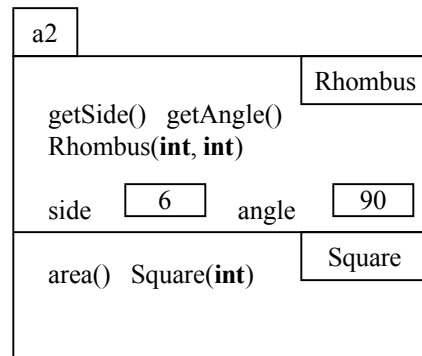 a2
Rhombus
getSide() getAngle()
Rhombus(int, int)
side 6 angle 90
Square
area() Square(int)